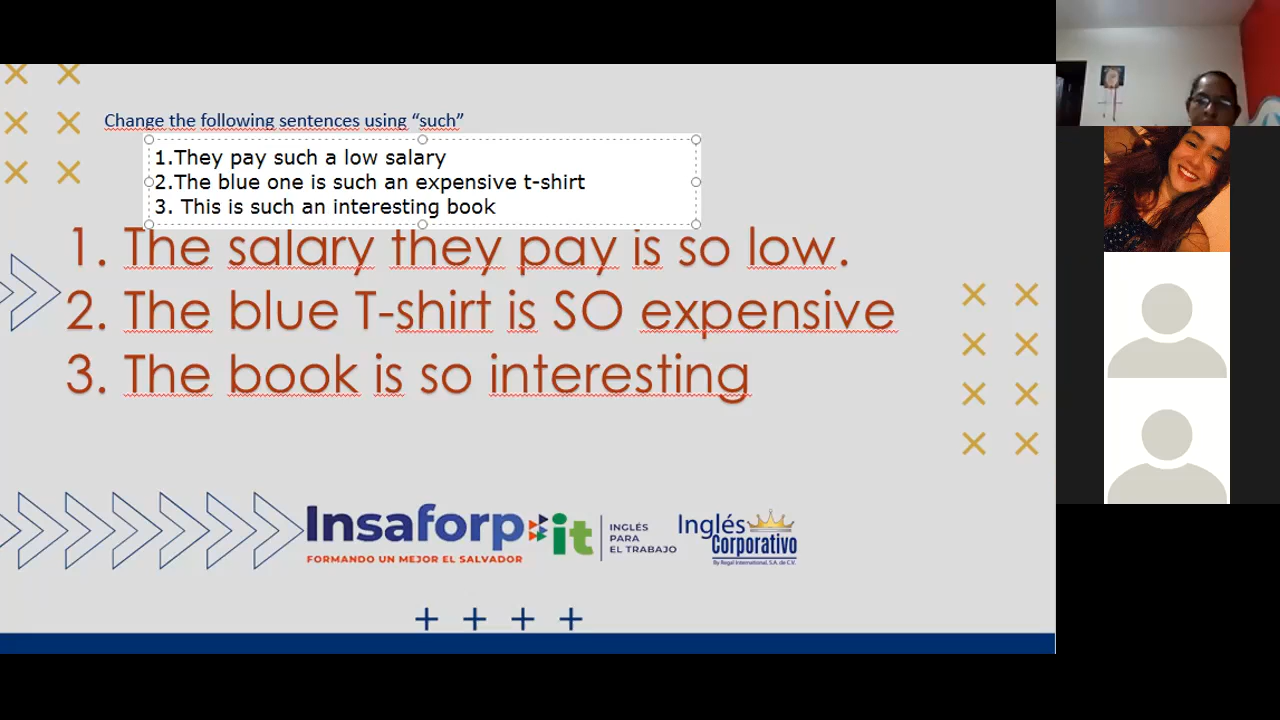 Change the following sentences using “such”
1.They pay such a low salary
2.The blue one is such an expensive t-shirt
3. This is such an interesting book
1. The salary they pay is so low.
2. The blue T-shirt is SO expensive
3. The book is so interesting
Insaforp
FORMANDO UN MEJOR EL SALVADOR
it
INGLÉS
PARA
EL TRABAJO
Inglés
Corporativo
By Regal International, S.A. de C.V.